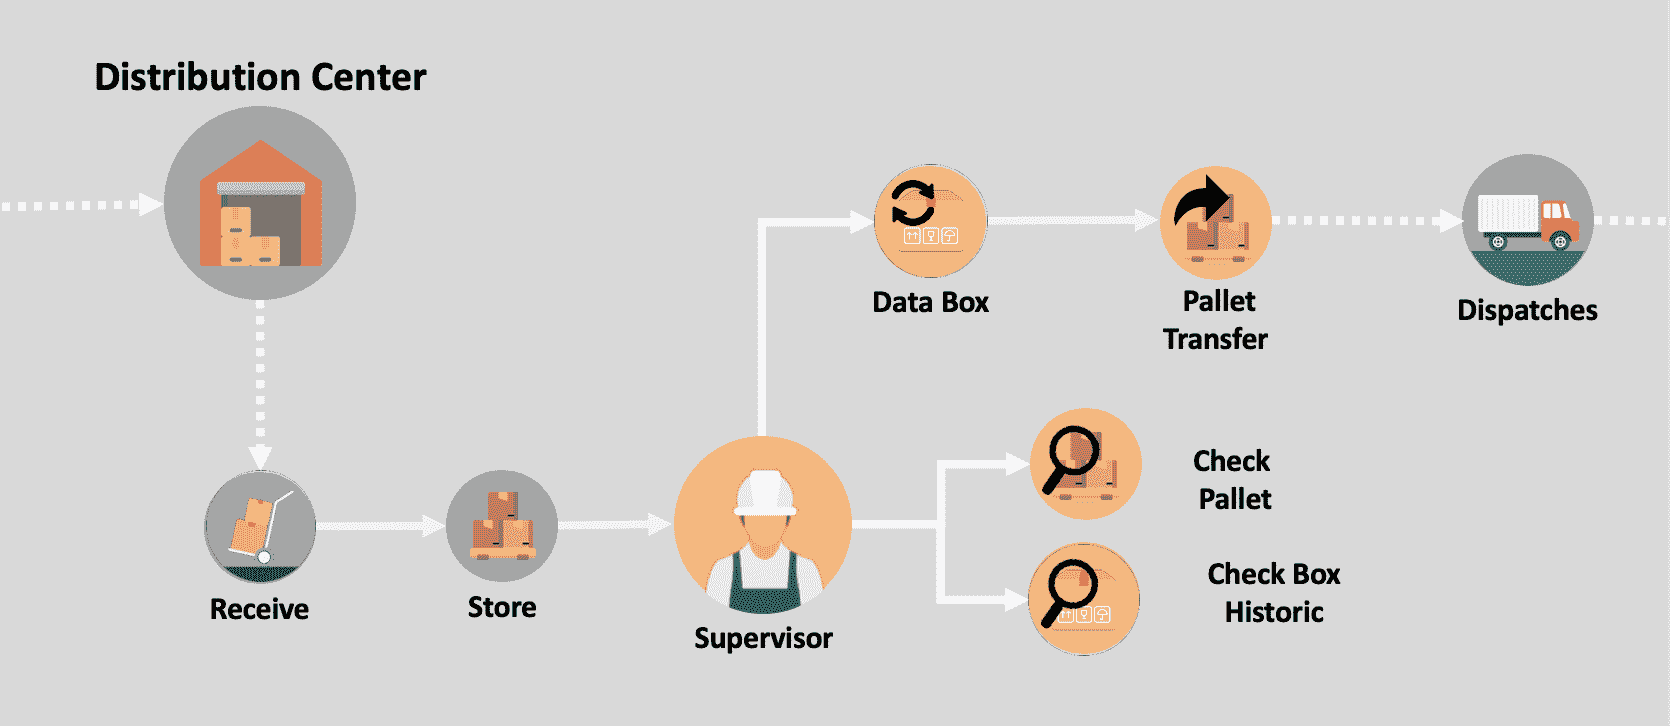 Distribution Center
Data Box
Pallet
Transfer
Dispatches
Check
Pallet
Check Box
Historic
Receive
Store
Supervisor